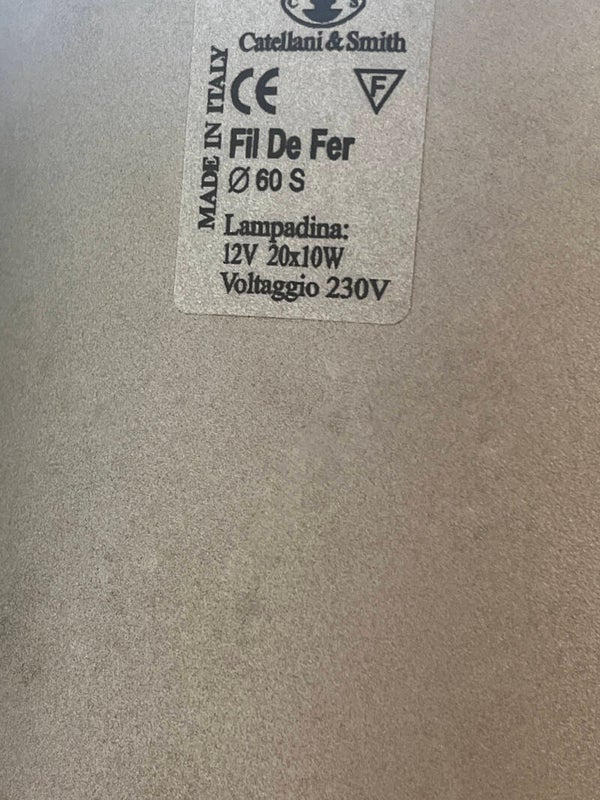 C S
Catellani & Smith
MADE IN ITALY
CE
F
Fil De Fer
Ø 60 S
Lampadina:
12V 20x10W
Voltaggio 230V